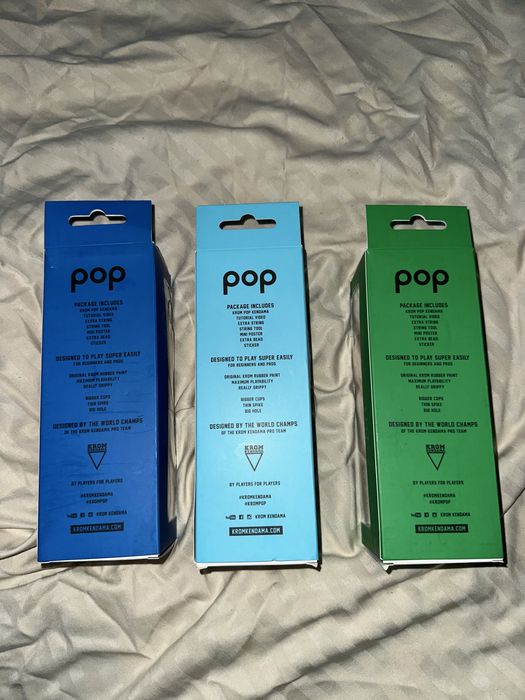 pop
PACKAGE INCLUDES
KROM POP KENDAMA
TUTORIAL VIDEO
EXTRA STRING
STRING TOOL
MINI POSTER
EXTRA BEAD
STICKER
DESIGNED TO PLAY SUPER EASILY
FOR BEGINNERS AND PROS
ORIGINAL KROM RUBBER PAINT
MAXIMUM PLAYABILITY
REALLY GRIPPY
BIGGER CUPS
THIN SPIKE
BIG HOLE
DESIGNED BY THE WORLD CHAMPS
OF THE KROM KENDAMA PRO TEAM
KROM
KENDAMA
BY PLAYERS FOR PLAYERS
#KROMKENDAMA
#KROMPOP
YouTube f KROM KENDAMA
KROMKENDAMA.COM
pop
PACKAGE INCLUDES
KROM POP KENDAMA
TUTORIAL VIDEO
EXTRA STRING
STRING TOOL
MINI POSTER
EXTRA BEAD
STICKER
DESIGNED TO PLAY SUPER EASILY
FOR BEGINNERS AND PROS
ORIGINAL KROM RUBBER PAINT
MAXIMUM PLAYABILITY
REALLY GRIPPY
BIGGER CUPS
THIN SPIKE
BIG HOLE
DESIGNED BY THE WORLD CHAMPS
OF THE KROM KENDAMA PRO TEAM
KROM
KENDAMA
BY PLAYERS FOR PLAYERS
#KROMKENDAMA
#KROMPOP
YouTube f KROM KENDAMA
KROMKENDAMA.COM
pop
PACKAGE INCLUDES
KROM POP KENDAMA
TUTORIAL VIDEO
EXTRA STRING
STRING TOOL
MINI POSTER
EXTRA BEAD
STICKER
DESIGNED TO PLAY SUPER EASILY
FOR BEGINNERS AND PROS
ORIGINAL KROM RUBBER PAINT
MAXIMUM PLAYABILITY
REALLY GRIPPY
BIGGER CUPS
THIN SPIKE
BIG HOLE
DESIGNED BY THE WORLD CHAMPS
OF THE KROM KENDAMA PRO TEAM
KROM
KENDAMA
BY PLAYERS FOR PLAYERS
#KROMKENDAMA
#KROMPOP
YouTube f KROM KENDAMA
KROMKENDAMA.COM